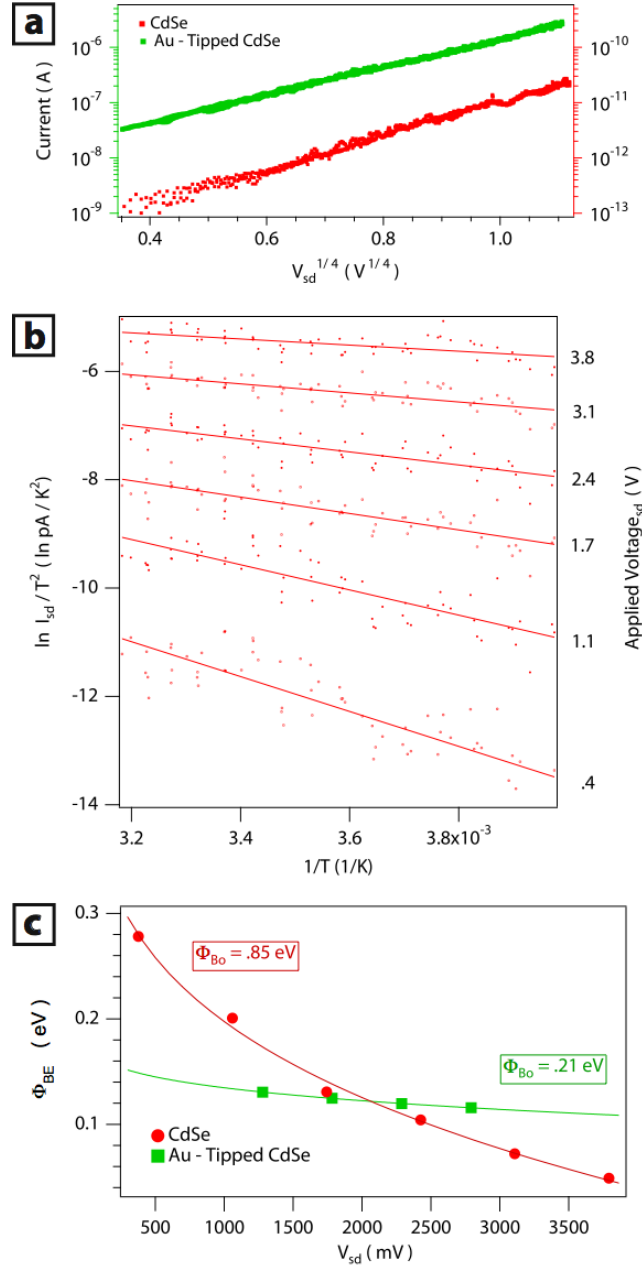 a
CdSe
Au - Tipped CdSe
Current (A)
10⁻⁶
10⁻⁷
10⁻⁸
10⁻⁹
10⁻¹⁰
10⁻¹¹
10⁻¹²
10⁻¹³
0.4 0.6 0.8 1.0
V_sd^1/4 (V^1/4)
b
ln I_sd / T² (ln pA / K²)
-6
-8
-10
-12
-14
3.8
3.1
2.4
1.7
1.1
.4
Applied Voltage_sd (V)
3.2 3.4 3.6 3.8x10⁻³
1/T (1/K)
c
Φ_BE (eV)
0.3
0.2
0.1
Φ_Bo = .85 eV
Φ_Bo = .21 eV
CdSe
Au - Tipped CdSe
500 1000 1500 2000 2500 3000 3500
V_sd (mV)